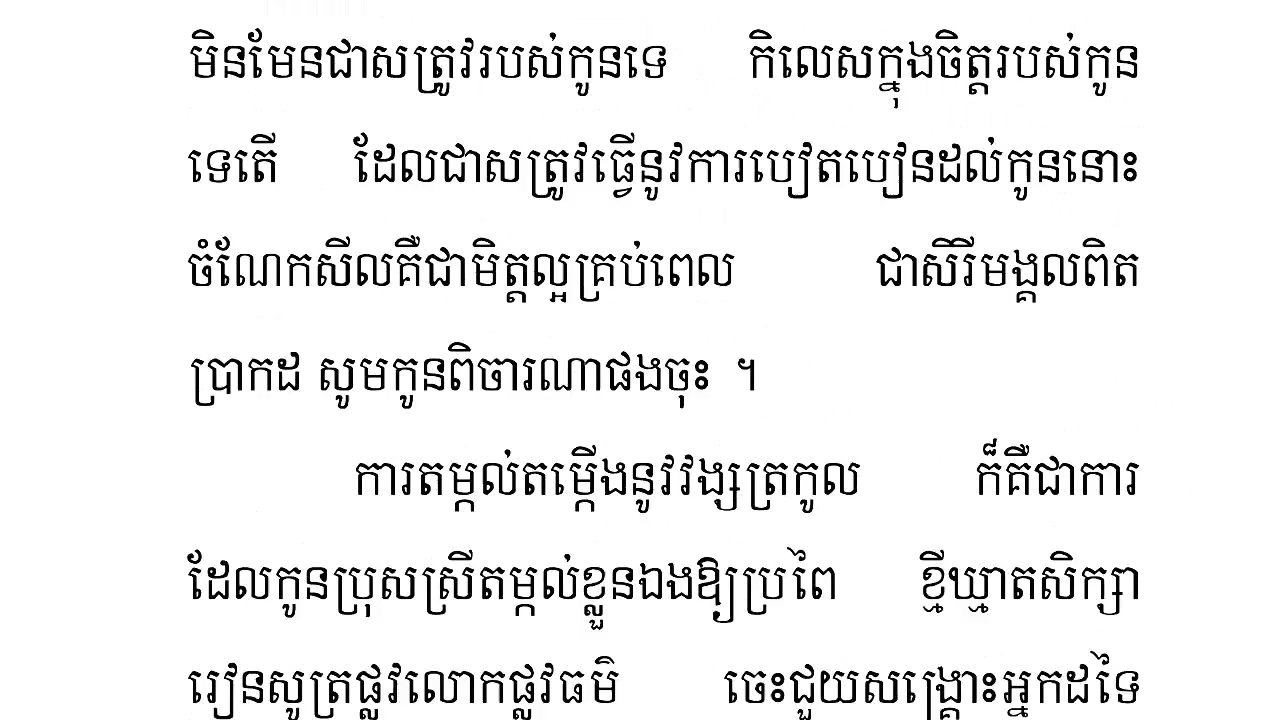 មិនមែនជាសត្រូវរបស់កូនទេ កិលេសក្នុងចិត្តរបស់កូន
ទេតើ ដែលជាសត្រូវធ្វើនូវការបៀតបៀនដល់កូននោះ
ចំណែកសីលគឺជាមិត្តល្អគ្រប់ពេល ជាសិរីមង្គលពិត
ប្រាកដ សូមកូនពិចារណាផងចុះ ។
ការតម្កល់តម្កើងនូវវង្សត្រកូល ក៏គឺជាការ
ដែលកូនប្រុសស្រីតម្កល់ខ្លួនឯងឱ្យប្រពៃ ខ្មីឃ្មាតសិក្សា
រៀនសូត្រផ្លូវលោកផ្លូវធម៌ ចេះជួយសង្គ្រោះអ្នកដទៃ